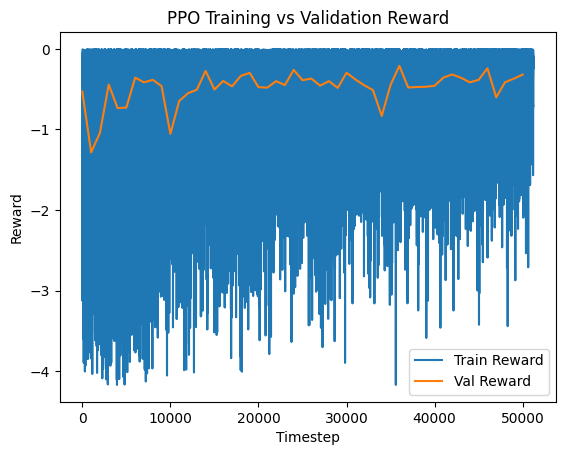 PPO Training vs Validation Reward
Reward
0
−1
−2
−3
−4
0
10000
20000
30000
40000
50000
Timestep
Train Reward
Val Reward